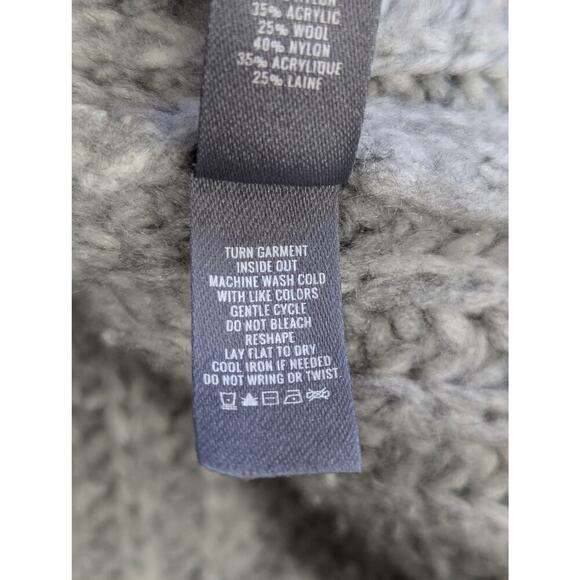 35% ACRYLIC
25% WOOL
40% NYLON
35% ACRYLIQUE
25% LAINE
TURN GARMENT
INSIDE OUT
MACHINE WASH COLD
WITH LIKE COLORS
GENTLE CYCLE
DO NOT BLEACH
RESHAPE
LAY FLAT TO DRY
COOL IRON IF NEEDED
DO NOT WRING OR TWIST.